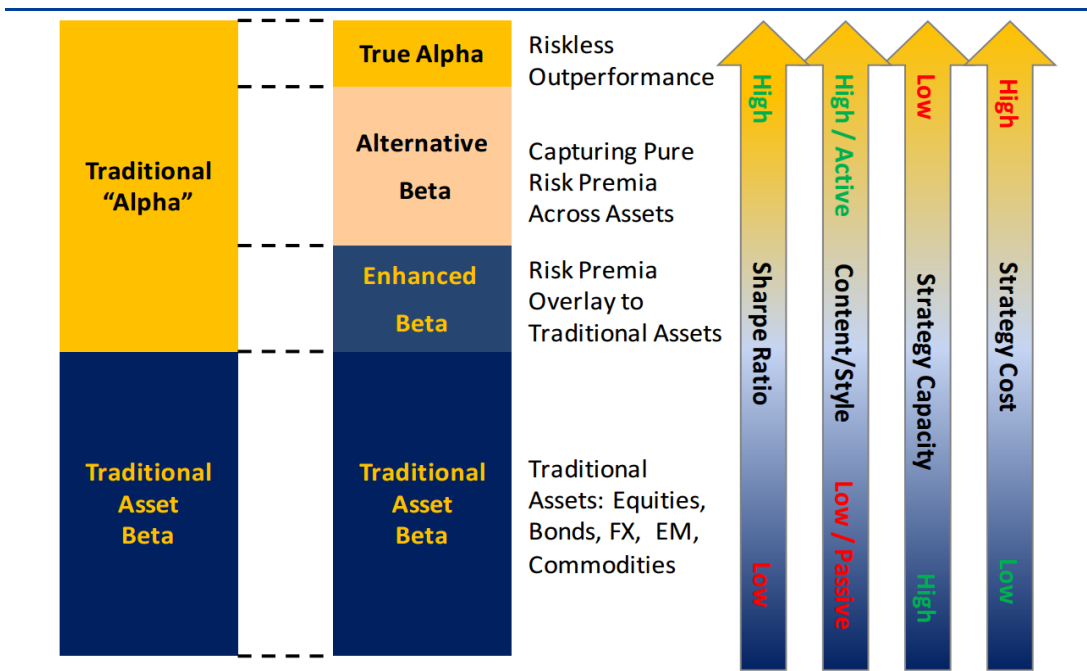 Traditional
“Alpha”
Traditional
Asset
Beta
True Alpha
Alternative
Beta
Enhanced
Beta
Traditional
Asset
Beta
Riskless
Outperformance
Capturing Pure
Risk Premia
Across Assets
Risk Premia
Overlay to
Traditional Assets
Traditional
Assets: Equities,
Bonds, FX, EM,
Commodities
High Sharpe Ratio Low
High / Active Content/Style Low / Passive
Low Strategy Capacity High
High Strategy Cost Low